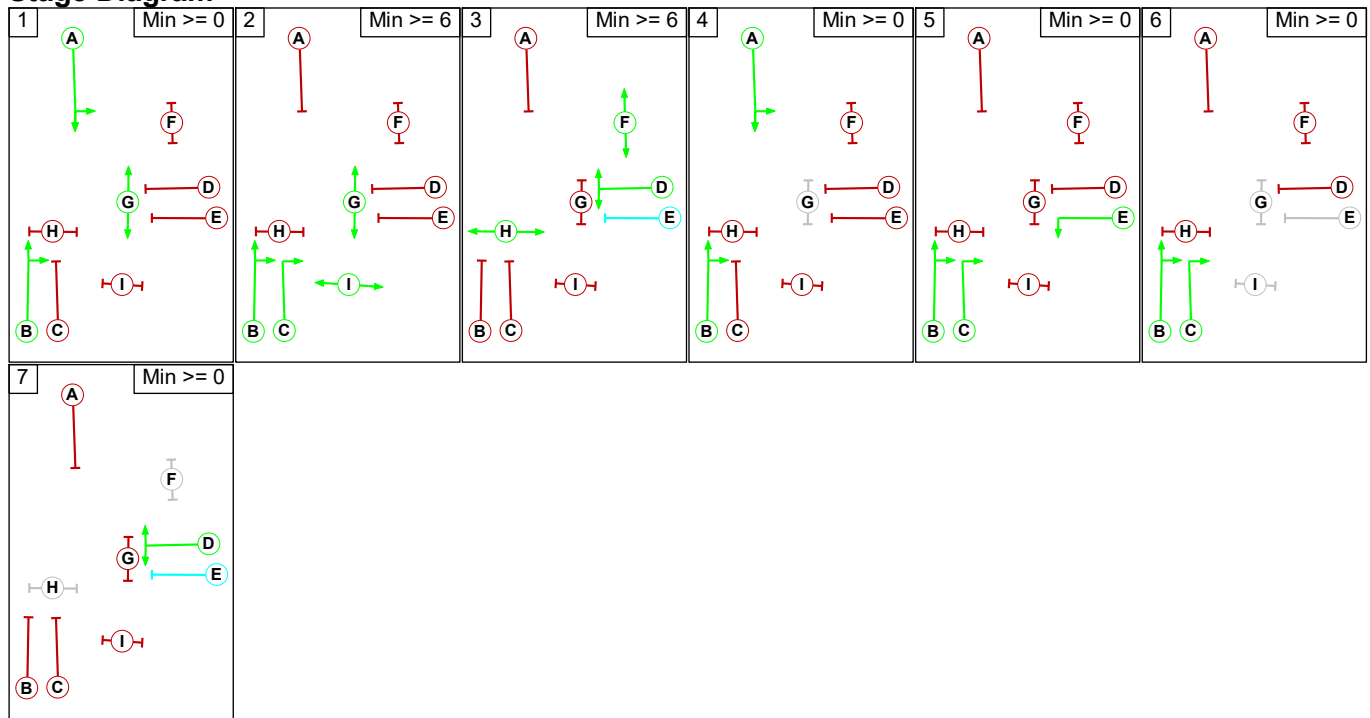 Stage Diagram
1 Min >= 0 2 Min >= 6 3 Min >= 6 4 Min >= 0 5 Min >= 0 6 Min >= 0
A A A A A A
F F F F F F
D D D D D D
G G G G G G
E E E E E E
H H H H H H
I I I I I I
B C B C B C B C B C B C
7 Min >= 0
A
F
D
G
E
H
I
B C